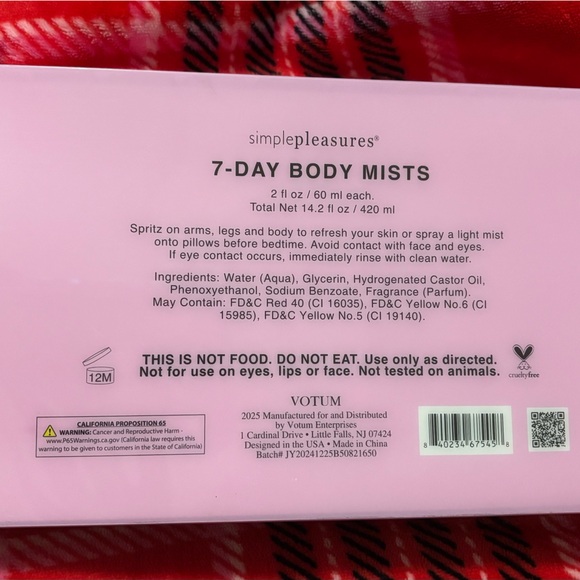 simplepleasures®
7-DAY BODY MISTS
2 fl oz / 60 ml each.
Total Net 14.2 fl oz / 420 ml
Spritz on arms, legs and body to refresh your skin or spray a light mist
onto pillows before bedtime. Avoid contact with face and eyes.
If eye contact occurs, immediately rinse with clean water.
Ingredients: Water (Aqua), Glycerin, Hydrogenated Castor Oil,
Phenoxyethanol, Sodium Benzoate, Fragrance (Parfum).
May Contain: FD&C Red 40 (CI 16035), FD&C Yellow No.6 (CI
15985), FD&C Yellow No.5 (CI 19140).
12M
THIS IS NOT FOOD. DO NOT EAT. Use only as directed.
Not for use on eyes, lips or face. Not tested on animals.
crueltyfree
CALIFORNIA PROPOSITION 65
WARNING: Cancer and Reproductive Harm -
www.P65Warnings.ca.gov (California law requires this
warning to be given to customers in the State of California)
VOTUM
2025 Manufactured for and Distributed
by Votum Enterprises
1 Cardinal Drive • Little Falls, NJ 07424
Designed in the USA • Made in China
Batch# JY20241225B50821650
8 40234 67545 8